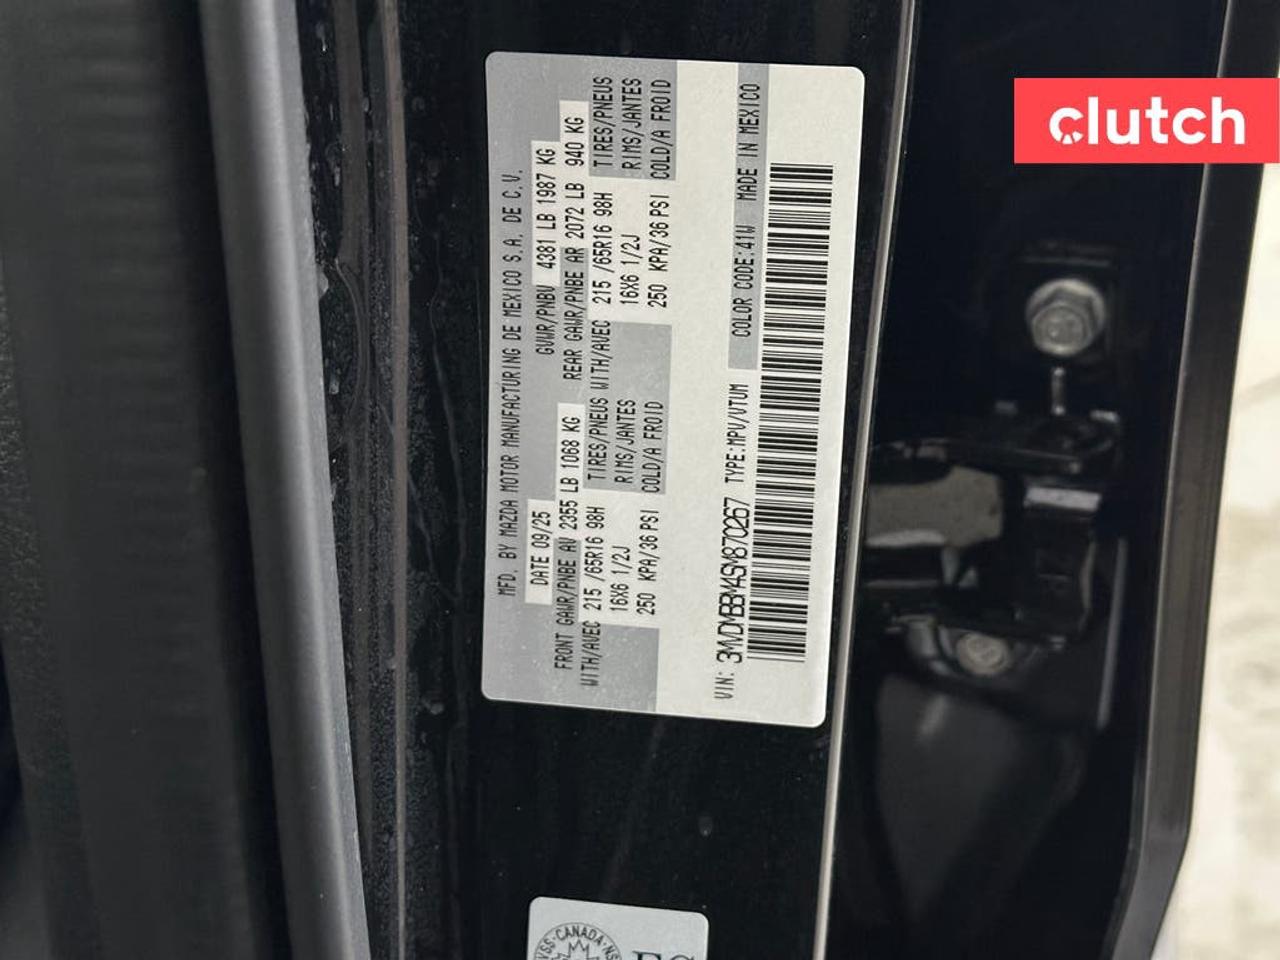 clutch
MFD. BY MAZDA MOTOR MANUFACTURING DE MEXICO S.A. DE C.V.
DATE 09/25 GVWR/PNBV 4381 LB 1987 KG
FRONT GAWR/PNBE AV 2355 LB 1068 KG REAR GAWR/PNBE AR 2072 LB 940 KG
WITH/AVEC 215 /65R16 98H TIRES/PNEUS WITH/AVEC 215 /65R16 98H TIRES/PNEUS
16X6 1/2J RIMS/JANTES 16X6 1/2J RIMS/JANTES
250 KPA/36 PSI COLD/A FROID 250 KPA/36 PSI COLD/A FROID
VIN: 3MVDMBBM4SM870267 TYPE:MPV/VTUM COLOR CODE:41W MADE IN MEXICO
CANADA